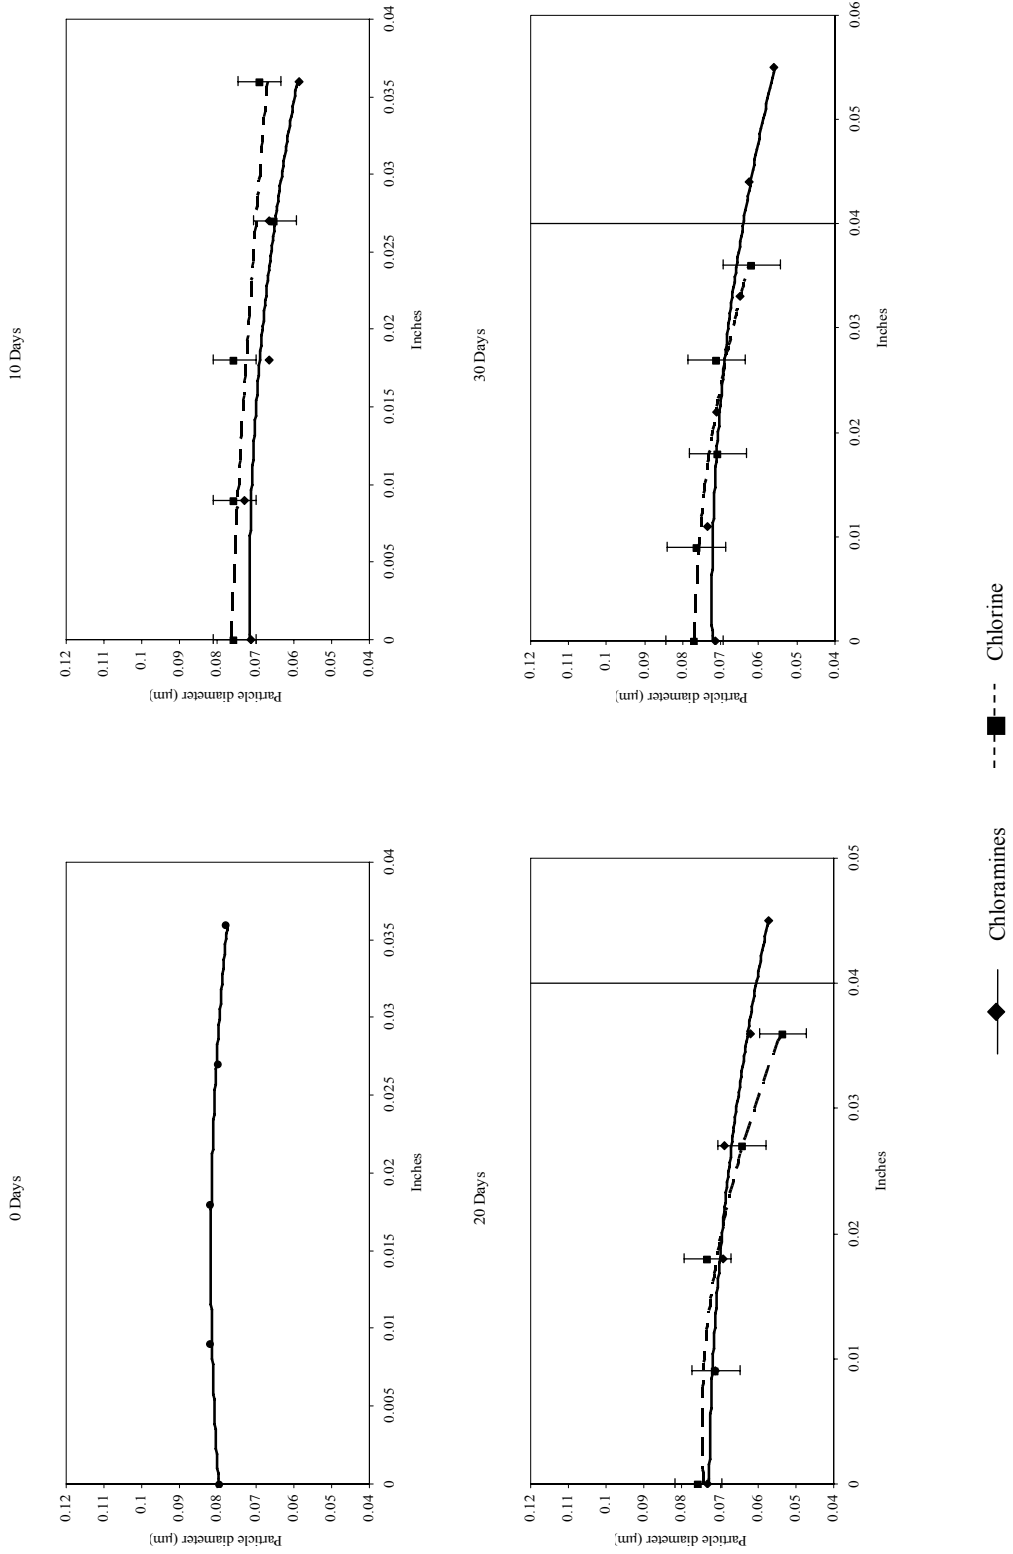 0 Days
Particle diameter (µm)
0.12
0.11
0.1
0.09
0.08
0.07
0.06
0.05
0.04
0 0.005 0.01 0.015 0.02 0.025 0.03 0.035 0.04
Inches
10 Days
Particle diameter (µm)
0.12
0.11
0.1
0.09
0.08
0.07
0.06
0.05
0.04
0 0.005 0.01 0.015 0.02 0.025 0.03 0.035 0.04
Inches
20 Days
Particle diameter (µm)
0.12
0.11
0.1
0.09
0.08
0.07
0.06
0.05
0.04
0 0.01 0.02 0.03 0.04 0.05
Inches
30 Days
Particle diameter (µm)
0.12
0.11
0.1
0.09
0.08
0.07
0.06
0.05
0.04
0 0.01 0.02 0.03 0.04 0.05 0.06
Inches
Chloramines Chlorine